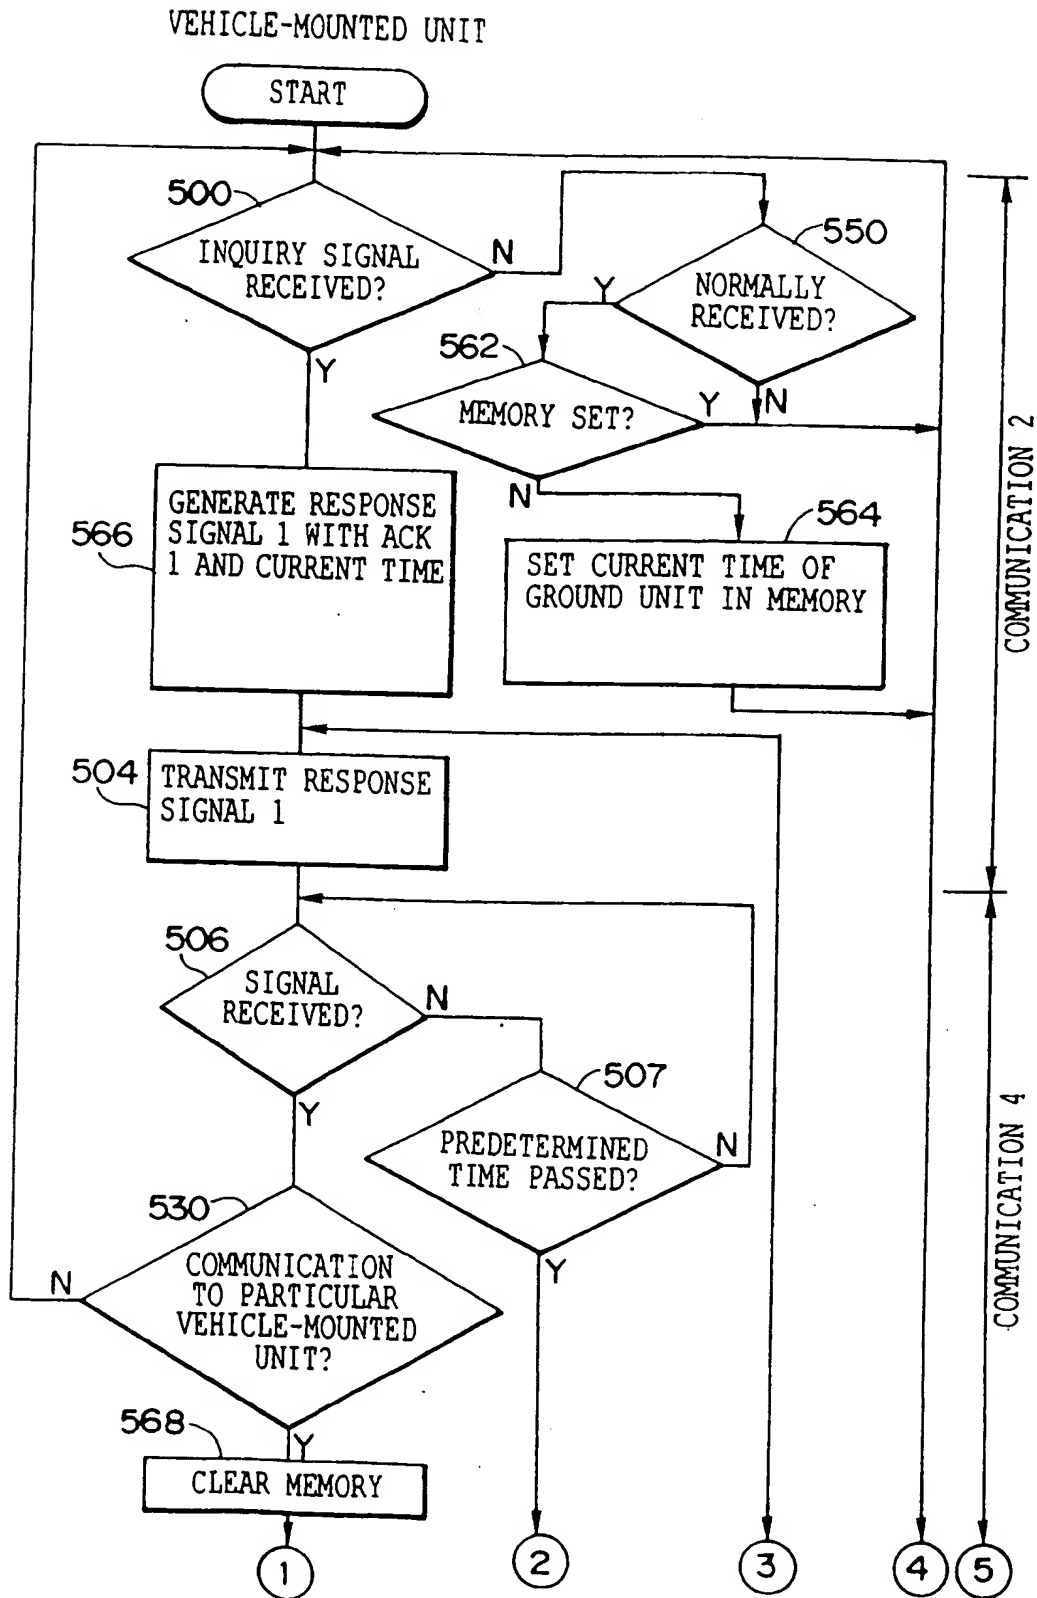 VEHICLE-MOUNTED UNIT
START
500
INQUIRY SIGNAL
RECEIVED?
N
Y
550
NORMALLY
RECEIVED?
Y
N
562
MEMORY SET?
Y
N
566
GENERATE RESPONSE
SIGNAL 1 WITH ACK
1 AND CURRENT TIME
564
SET CURRENT TIME OF
GROUND UNIT IN MEMORY
COMMUNICATION 2
504
TRANSMIT RESPONSE
SIGNAL 1
506
SIGNAL
RECEIVED?
N
Y
507
PREDETERMINED
TIME PASSED?
N
Y
530
COMMUNICATION
TO PARTICULAR
VEHICLE-MOUNTED
UNIT?
N
Y
COMMUNICATION 4
568
CLEAR MEMORY
1
2
3
4
5